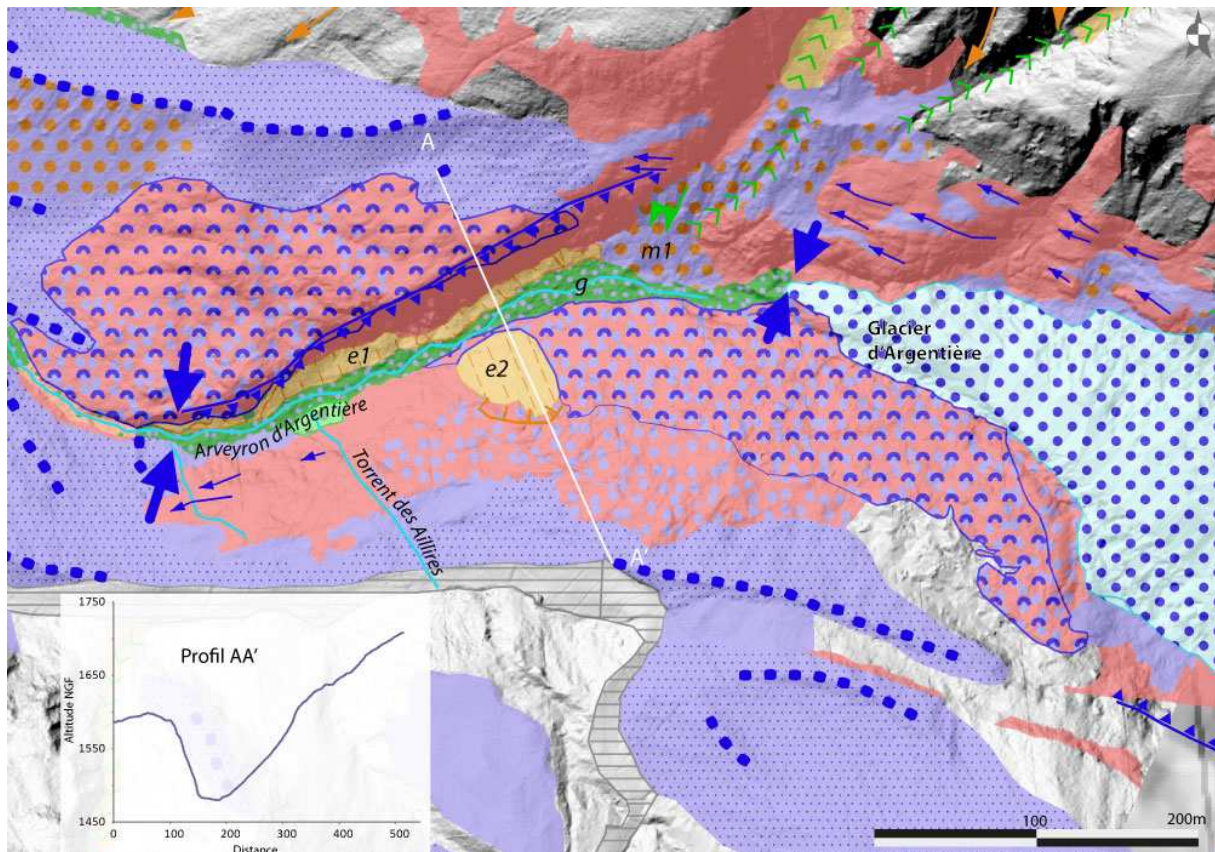 A
m1
g
Glacier
d'Argentière
e1
e2
Arveyron d'Argentière
Torrent des Aillires
A'
1750
Profil AA'
1650
Altitude NGF
1550
1450
0 100 200 300 400 500
Distance
100 200m